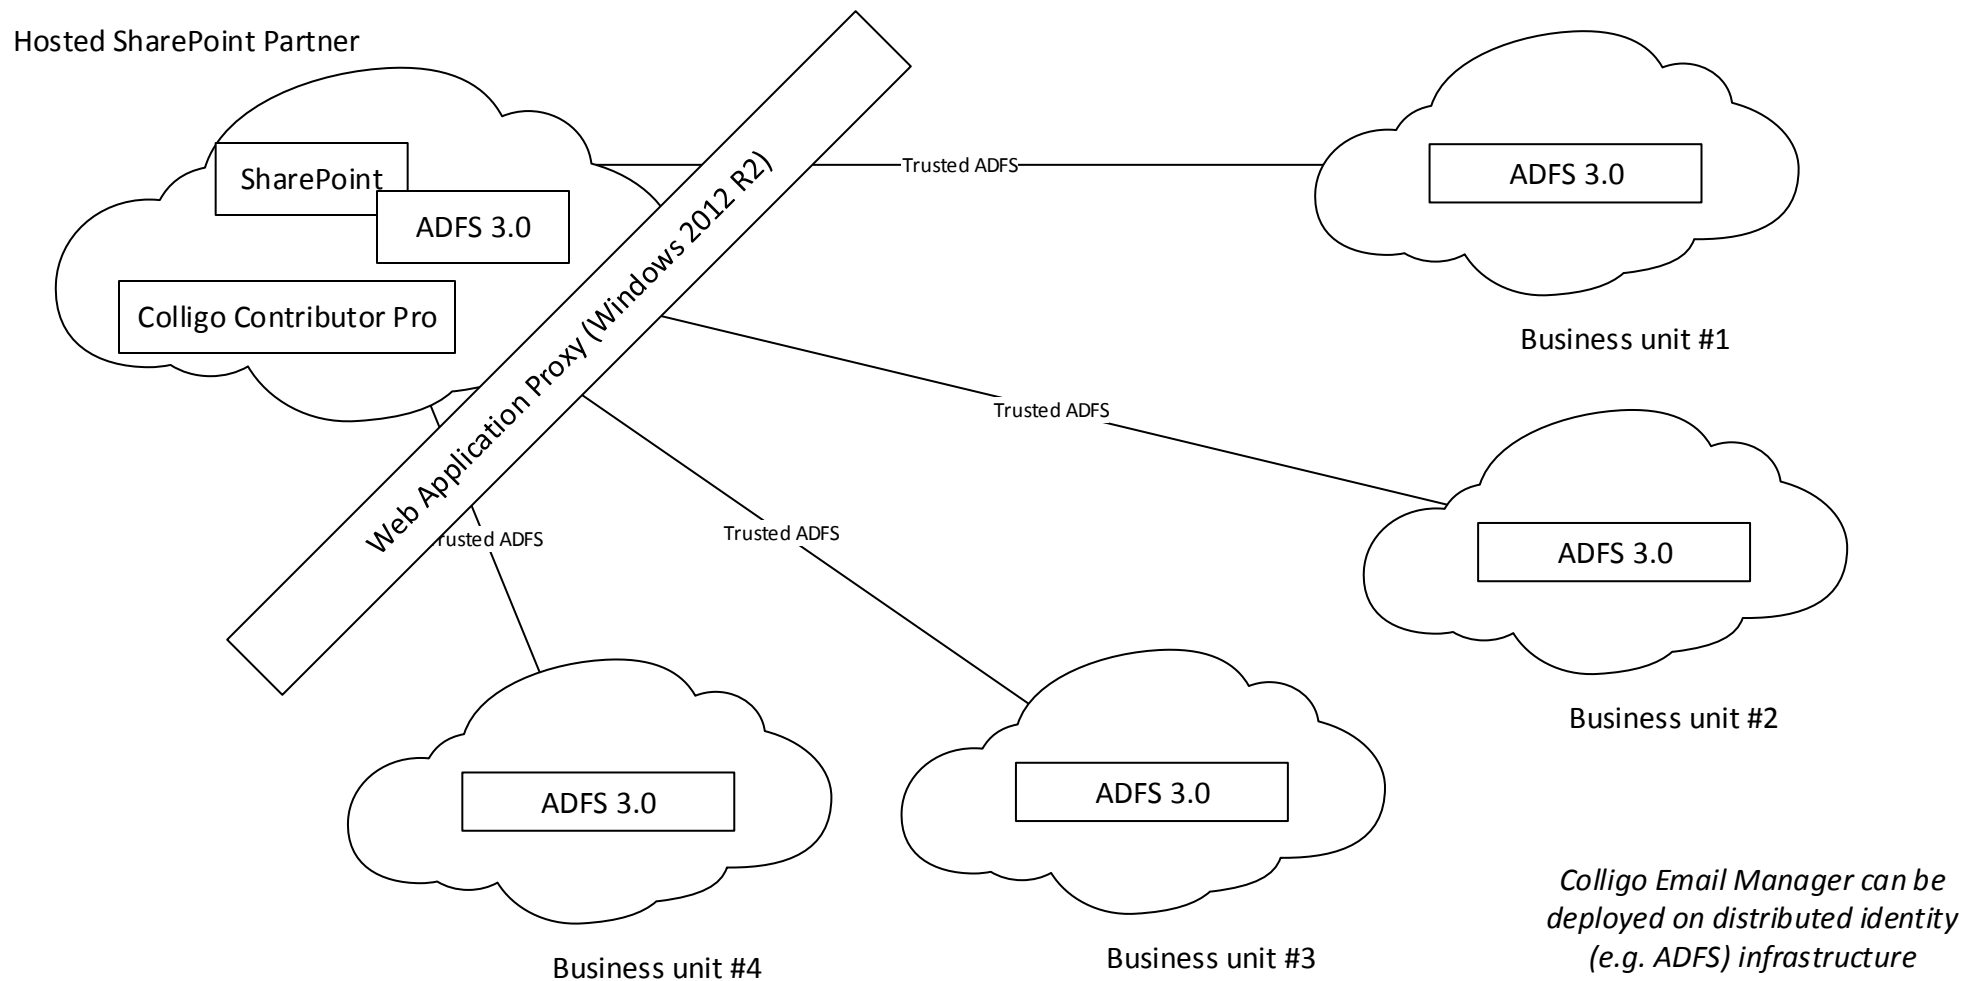 Hosted SharePoint Partner
SharePoint
ADFS 3.0
Colligo Contributor Pro
Web Application Proxy (Windows 2012 R2)
Trusted ADFS
ADFS 3.0
Business unit #1
Trusted ADFS
ADFS 3.0
Business unit #2
Trusted ADFS
ADFS 3.0
Business unit #3
rusted ADFS
ADFS 3.0
Business unit #4
Colligo Email Manager can be
deployed on distributed identity
(e.g. ADFS) infrastructure